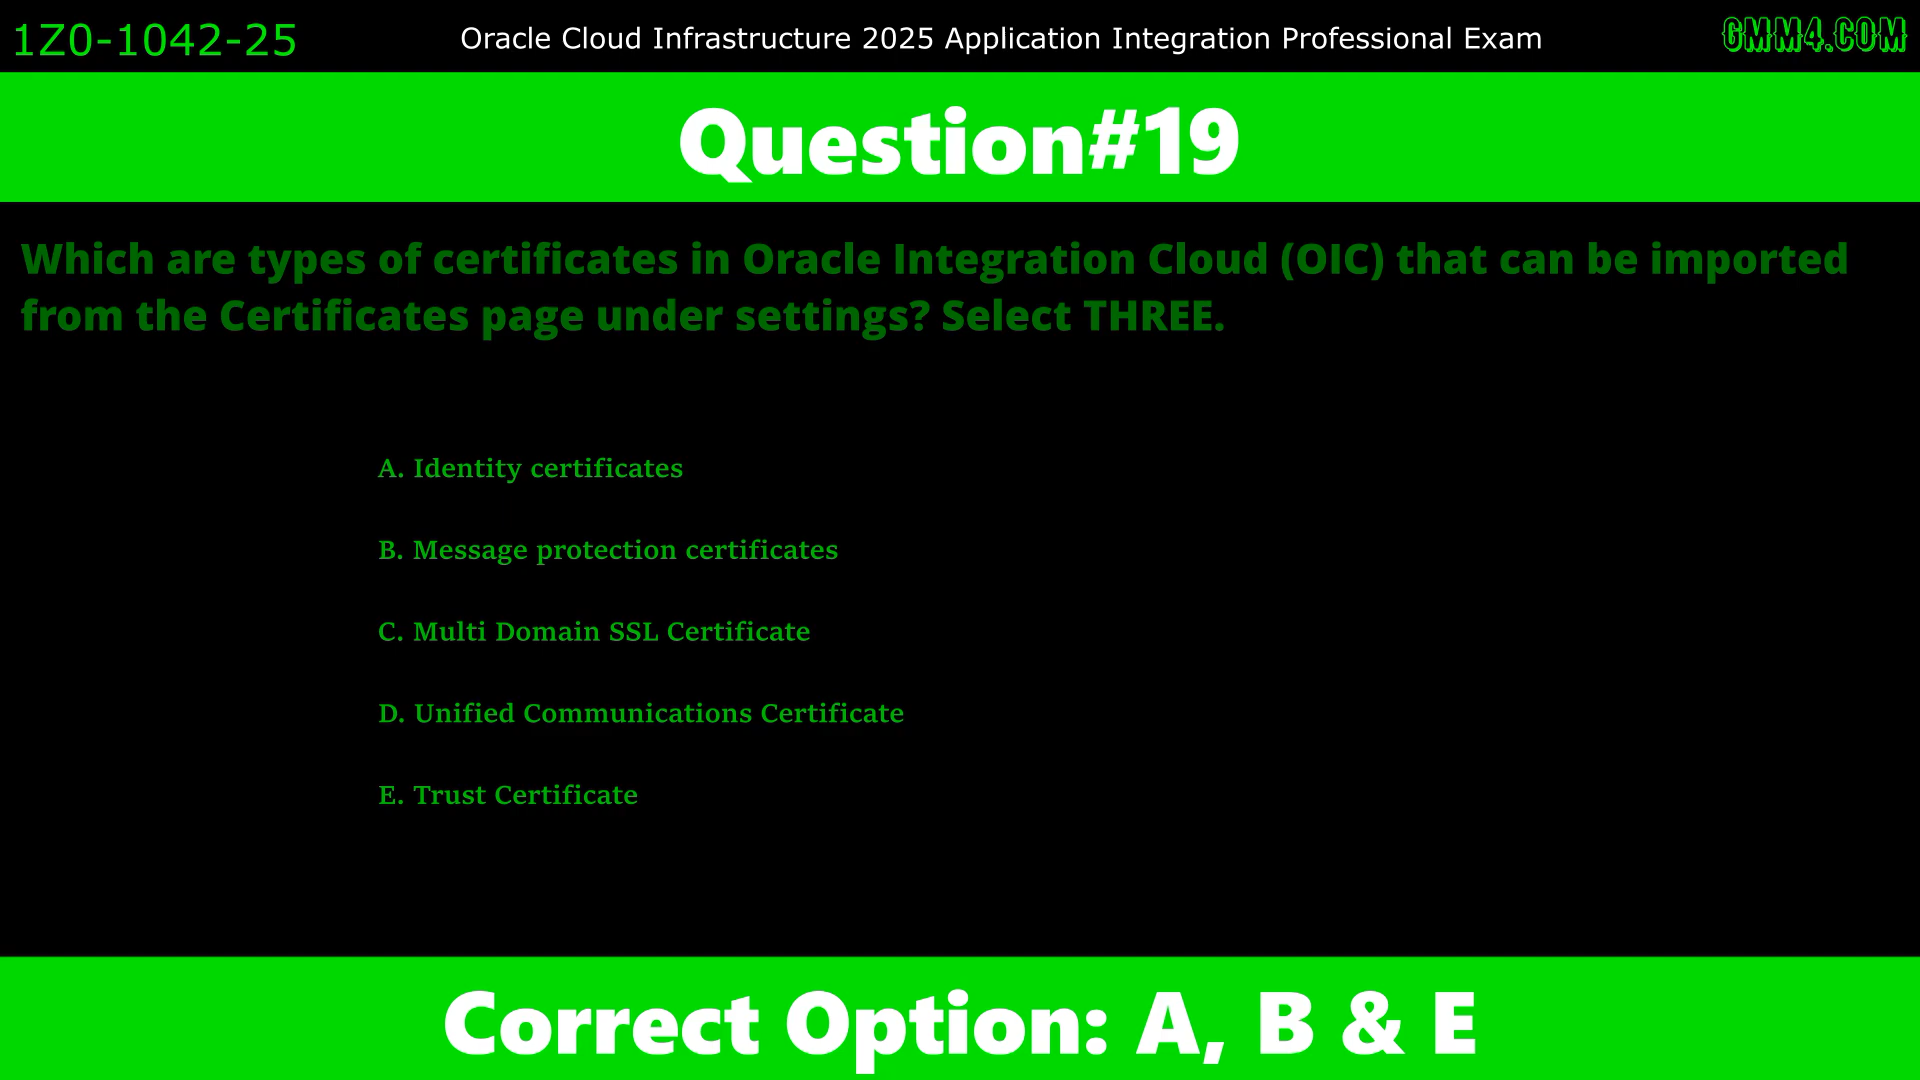 1Z0-1042-25
Oracle Cloud Infrastructure 2025 Application Integration Professional Exam
GMM4.COM
Question#19
Which are types of certificates in Oracle Integration Cloud (OIC) that can be imported
from the Certificates page under settings? Select THREE.
A. Identity certificates
B. Message protection certificates
C. Multi Domain SSL Certificate
D. Unified Communications Certificate
E. Trust Certificate
Correct Option: A, B & E